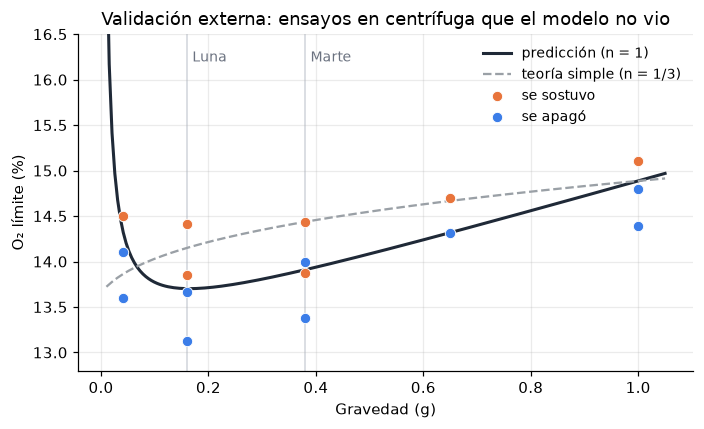 Validación externa: ensayos en centrífuga que el modelo no vio
16.5
16.0
15.5
15.0
14.5
14.0
13.5
13.0
O₂ límite (%)
Luna
Marte
predicción (n = 1)
teoría simple (n = 1/3)
se sostuvo
se apagó
0.0
0.2
0.4
0.6
0.8
1.0
Gravedad (g)